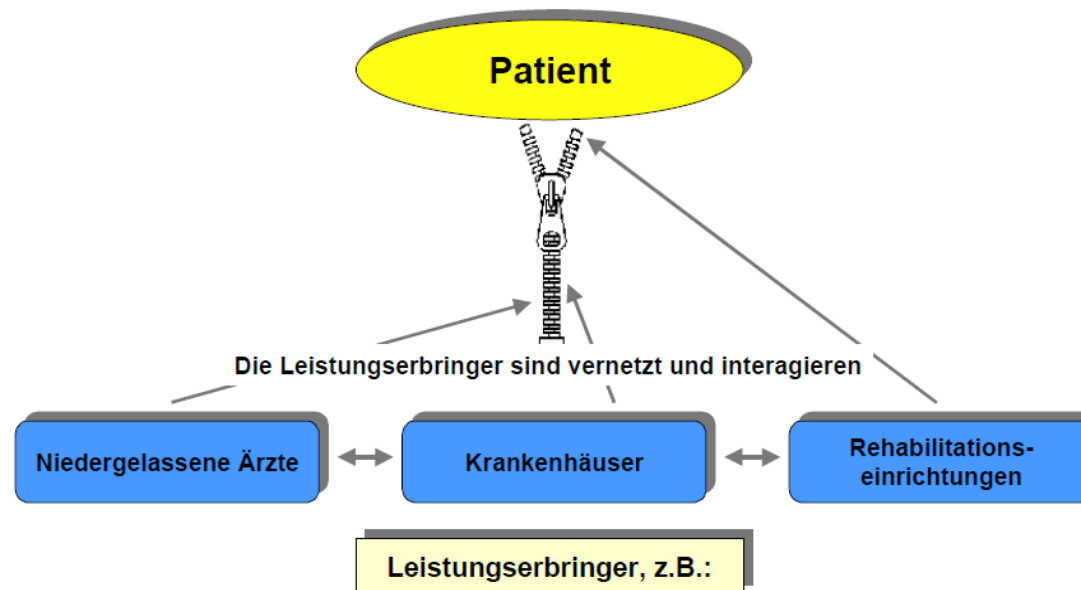 Patient
Die Leistungserbringer sind vernetzt und interagieren
Niedergelassene Ärzte
Krankenhäuser
Rehabilitations-
einrichtungen
Leistungserbringer, z.B.: